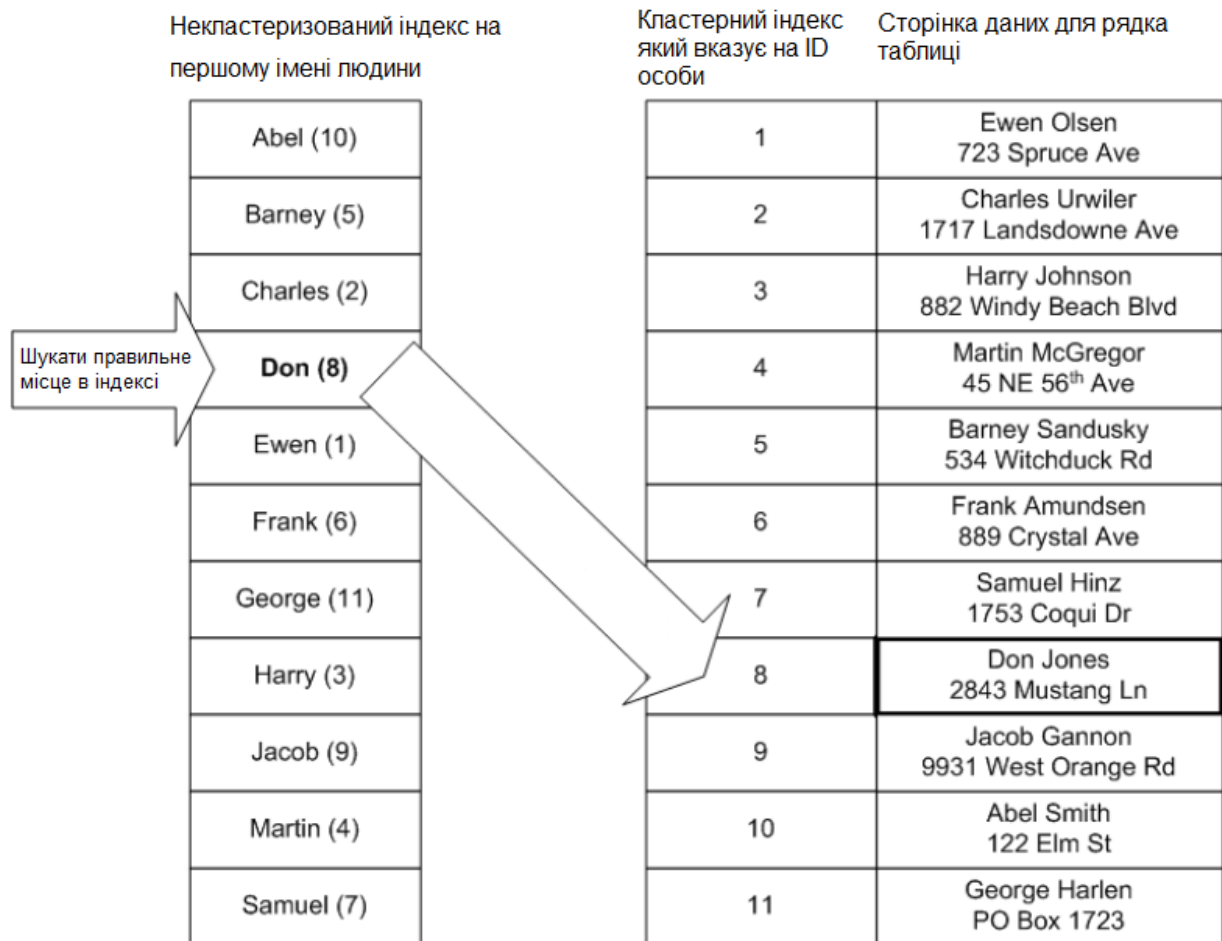 Некластеризований індекс на
першому імені людини
Кластерний індекс
який вказує на ID
особи
Сторінка даних для рядка
таблиці
Шукати правильне
місце в індексі
Abel (10)
Barney (5)
Charles (2)
Don (8)
Ewen (1)
Frank (6)
George (11)
Harry (3)
Jacob (9)
Martin (4)
Samuel (7)
1
Ewen Olsen
723 Spruce Ave
2
Charles Urwiler
1717 Landsdowne Ave
3
Harry Johnson
882 Windy Beach Blvd
4
Martin McGregor
45 NE 56th Ave
5
Barney Sandusky
534 Witchduck Rd
6
Frank Amundsen
889 Crystal Ave
7
Samuel Hinz
1753 Coqui Dr
8
Don Jones
2843 Mustang Ln
9
Jacob Gannon
9931 West Orange Rd
10
Abel Smith
122 Elm St
11
George Harlen
PO Box 1723